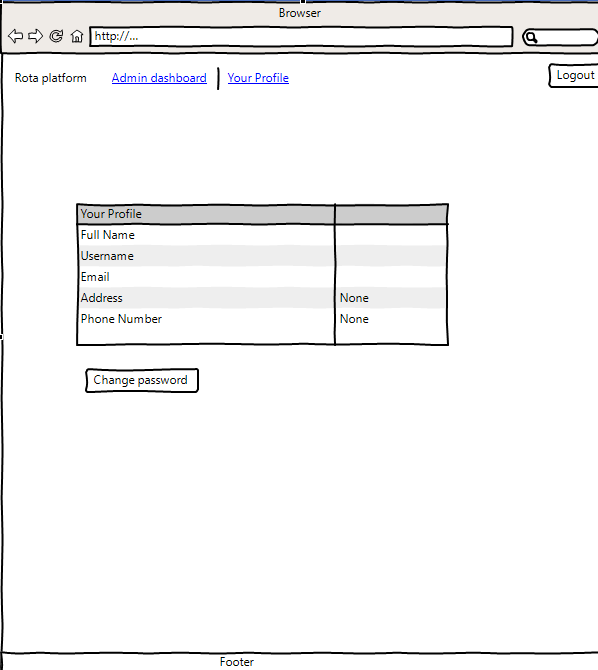 Browser
http://...
Rota platform Admin dashboard Your Profile Logout
Your Profile
Full Name
Username
Email
Address None
Phone Number None
Change password
Footer